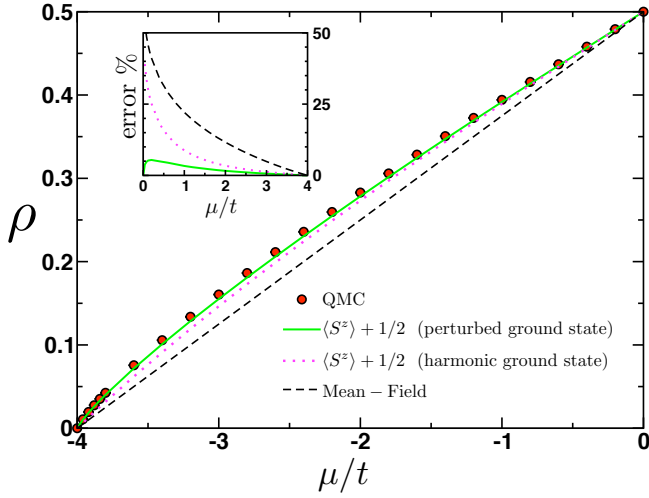 0.5
0.4
0.3
0.2
0.1
0
ρ
-4
-3
-2
-1
0
μ/t
50
25
0
error %
0
1
2
3
4
μ/t
QMC
⟨S^z⟩ + 1/2 (perturbed ground state)
⟨S^z⟩ + 1/2 (harmonic ground state)
Mean − Field